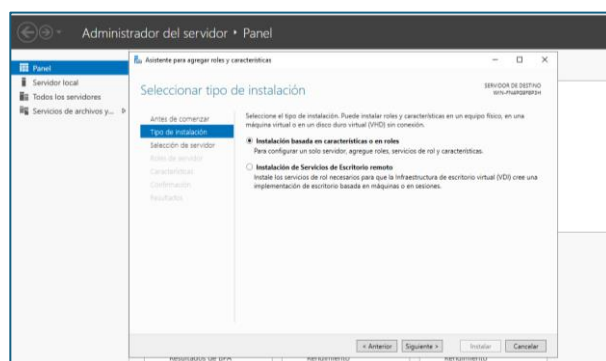 Administrador del servidor • Panel
Panel
Servidor local
Todos los servidores
Servicios de archivos y...
Asistente para agregar roles y características
Seleccionar tipo de instalación
SERVIDOR DE DESTINO
Antes de comenzar
Tipo de instalación
Selección de servidor
Roles de servidor
Características
Confirmación
Resultados
Seleccione el tipo de instalación. Puede instalar roles y características en un equipo físico, en una
máquina virtual o en un disco duro virtual (VHD) sin conexión.
Instalación basada en características o en roles
Para configurar un solo servidor, agregue roles, servicios de rol y características.
Instalación de Servicios de Escritorio remoto
Instale los servicios de rol necesarios para que la Infraestructura de escritorio virtual (VDI) cree una
implementación de escritorio basada en máquinas o en sesiones.
< Anterior
Siguiente >
Instalar
Cancelar
Resultados de BPA
Rendimiento
Rendimiento